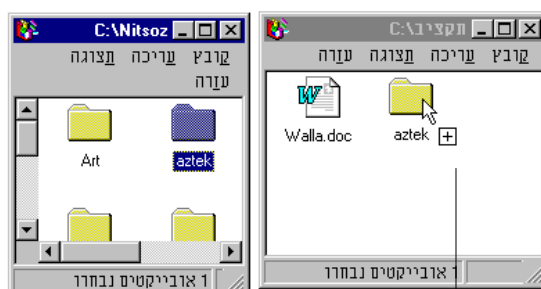 C:\Nitsoz
קובץ עריכה תצוגה
עזרה
Art
aztek
1 אובייקטים נבחרו
C:\תקציב
קובץ עריכה תצוגה עזרה
Walla.doc
aztek
1 אובייקטים נבחרו